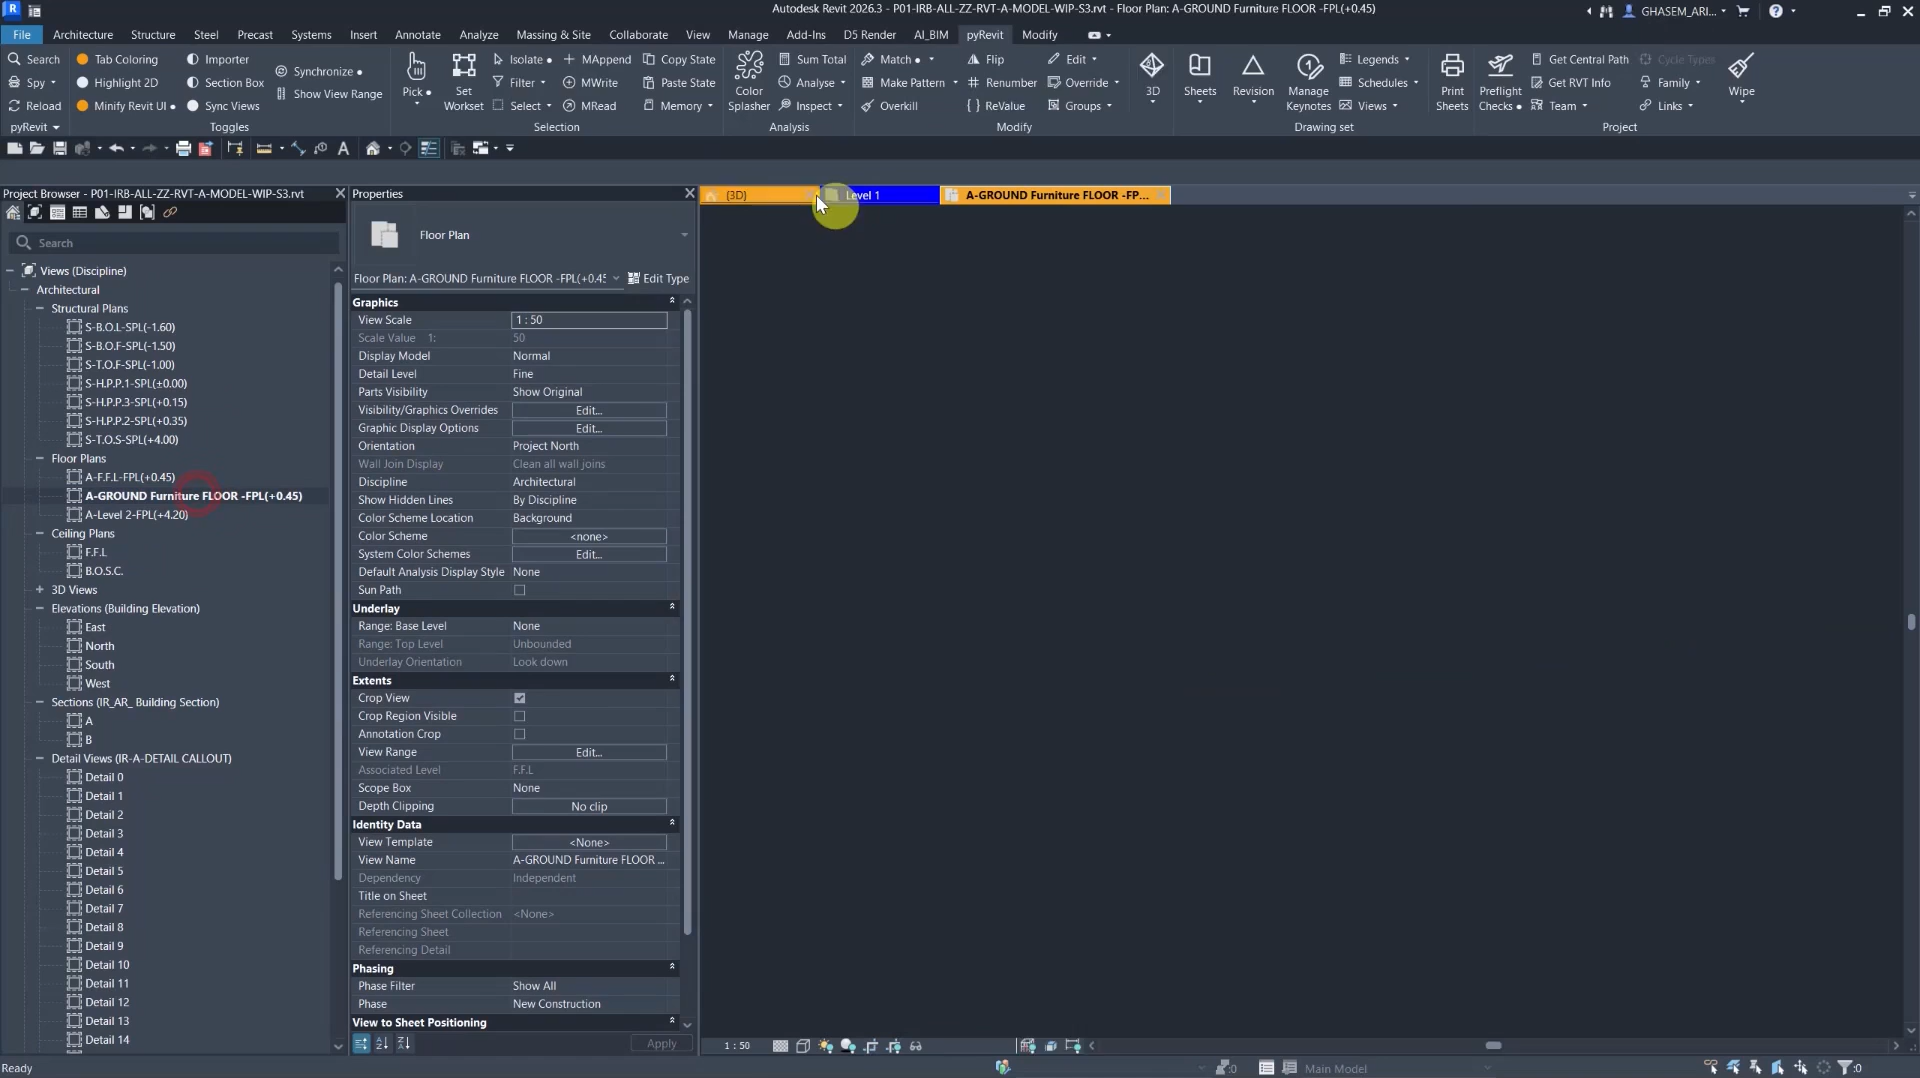 Autodesk Revit 2026.3 - P01-IRB-ALL-ZZ-RVT-A-MODEL-WIP-S3.rvt - Floor Plan: A-GROUND Furniture FLOOR -FPL(+0.45)
GHASEM_ARI...
File Architecture Structure Steel Precast Systems Insert Annotate Analyze Massing & Site Collaborate View Manage Add-Ins D5 Render AI_BIM pyRevit Modify
Search Tab Coloring Importer Isolate MAppend Copy State Sum Total Match Flip Edit Legends Get Central Path Cycle Types
Synchronize
Spy Highlight 2D Section Box Filter MWrite Paste State Analyse Make Pattern Renumber Override Schedules Get RVT Info Family
Pick Set Workset Color Splasher 3D Sheets Revision Manage Keynotes Print Sheets Preflight Checks Wipe
Show View Range
Reload Minify Revit UI Sync Views Select MRead Memory Inspect Overkill ReValue Groups Views Team Links
pyRevit Toggles Selection Analysis Modify Drawing set Project
Project Browser - P01-IRB-ALL-ZZ-RVT-A-MODEL-WIP-S3.rvt
Search
Views (Discipline)
Architectural
Structural Plans
S-B.O.L-SPL(-1.60)
S-B.O.F-SPL(-1.50)
S-T.O.F-SPL(-1.00)
S-H.P.P.1-SPL(±0.00)
S-H.P.P.3-SPL(+0.15)
S-H.P.P.2-SPL(+0.35)
S-T.O.S-SPL(+4.00)
Floor Plans
A-F.F.L-FPL(+0.45)
A-GROUND Furniture FLOOR -FPL(+0.45)
A-Level 2-FPL(+4.20)
Ceiling Plans
F.F.L
B.O.S.C.
3D Views
Elevations (Building Elevation)
East
North
South
West
Sections (IR_AR_ Building Section)
A
B
Detail Views (IR-A-DETAIL CALLOUT)
Detail 0
Detail 1
Detail 2
Detail 3
Detail 4
Detail 5
Detail 6
Detail 7
Detail 8
Detail 9
Detail 10
Detail 11
Detail 12
Detail 13
Detail 14
Properties
Floor Plan
Floor Plan: A-GROUND Furniture FLOOR -FPL(+0.45 Edit Type
Graphics
View Scale 1 : 50
Scale Value 1: 50
Display Model Normal
Detail Level Fine
Parts Visibility Show Original
Visibility/Graphics Overrides Edit...
Graphic Display Options Edit...
Orientation Project North
Wall Join Display Clean all wall joins
Discipline Architectural
Show Hidden Lines By Discipline
Color Scheme Location Background
Color Scheme <none>
System Color Schemes Edit...
Default Analysis Display Style None
Sun Path
Underlay
Range: Base Level None
Range: Top Level Unbounded
Underlay Orientation Look down
Extents
Crop View
Crop Region Visible
Annotation Crop
View Range Edit...
Associated Level F.F.L
Scope Box None
Depth Clipping No clip
Identity Data
View Template <None>
View Name A-GROUND Furniture FLOOR ...
Dependency Independent
Title on Sheet
Referencing Sheet Collection <None>
Referencing Sheet
Referencing Detail
Phasing
Phase Filter Show All
Phase New Construction
View to Sheet Positioning
Apply
(3D) Level 1 A-GROUND Furniture FLOOR -FP...
1 : 50
Ready
:0 Main Model :0